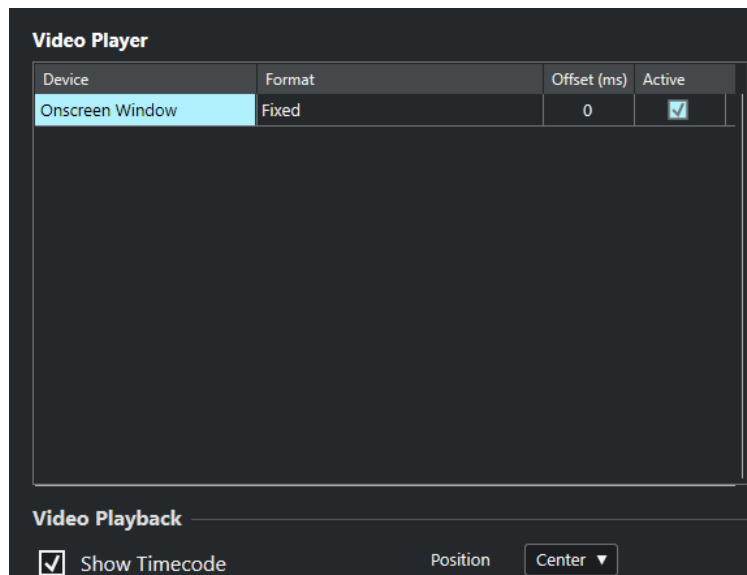 Video Player
Device Format Offset (ms) Active
Onscreen Window Fixed 0
Video Playback
Show Timecode Position Center ▼